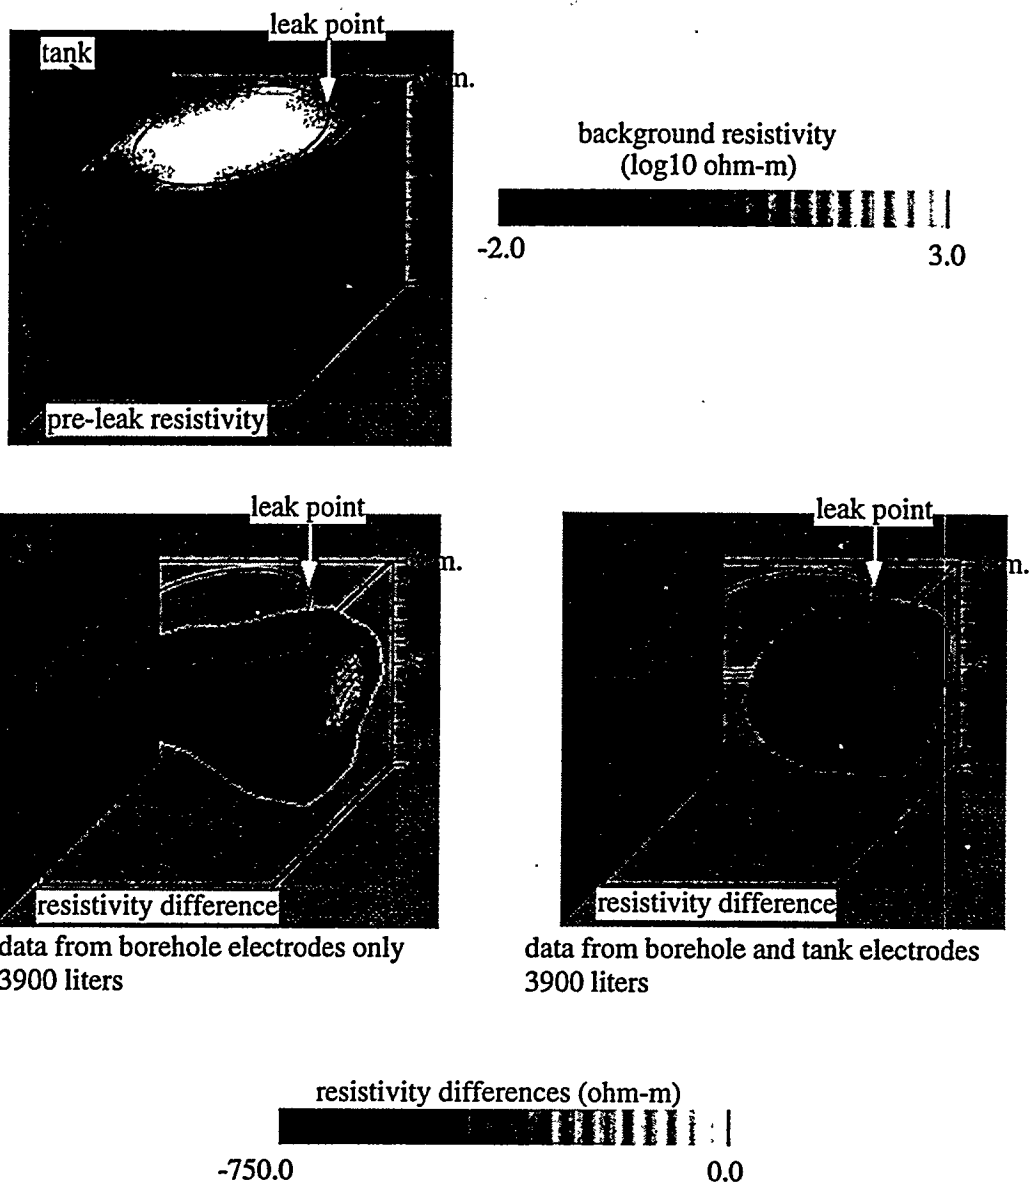 leak point
tank
m.
background resistivity
(log10 ohm-m)
-2.0
3.0
pre-leak resistivity
leak point
leak point
m.
m.
resistivity difference
resistivity difference
data from borehole electrodes only
3900 liters
data from borehole and tank electrodes
3900 liters
resistivity differences (ohm-m)
-750.0
0.0